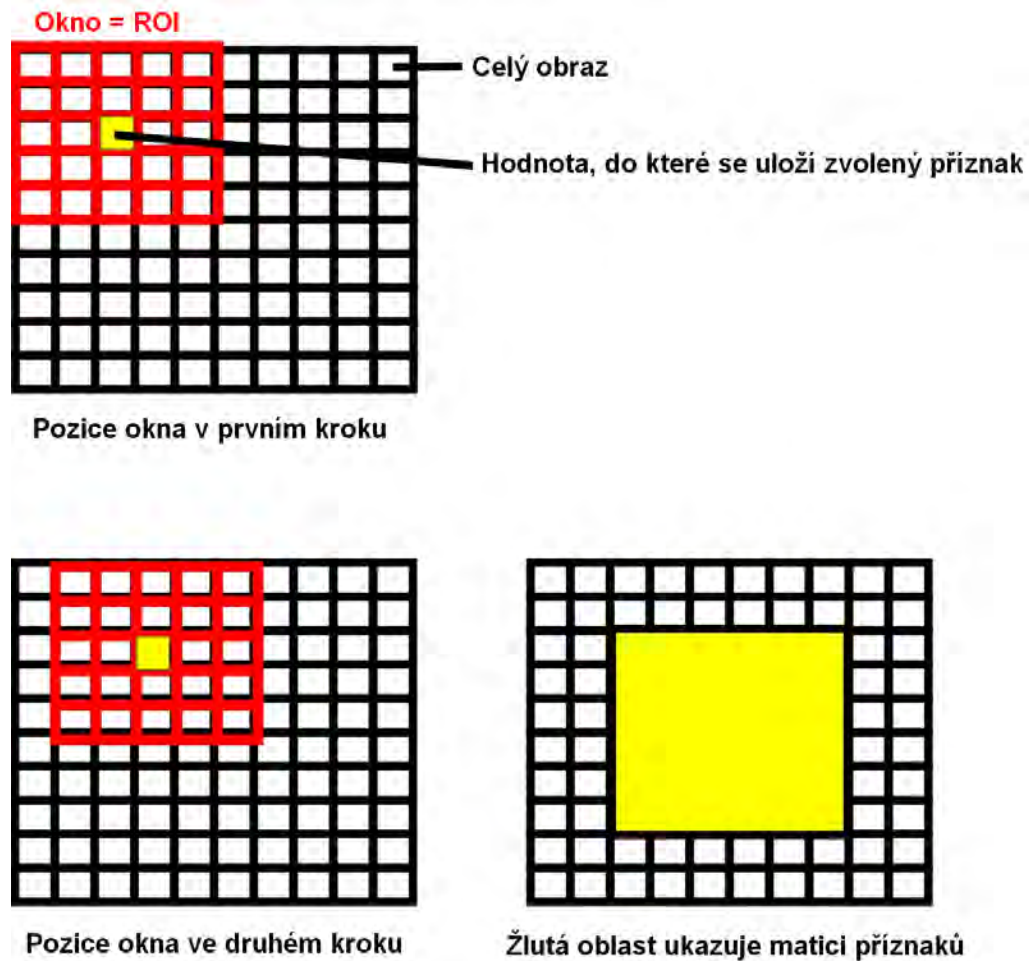 Okno = ROI
Celý obraz
Hodnota, do které se uloží zvolený příznak
Pozice okna v prvním kroku
Pozice okna ve druhém kroku
Žlutá oblast ukazuje matici příznaků